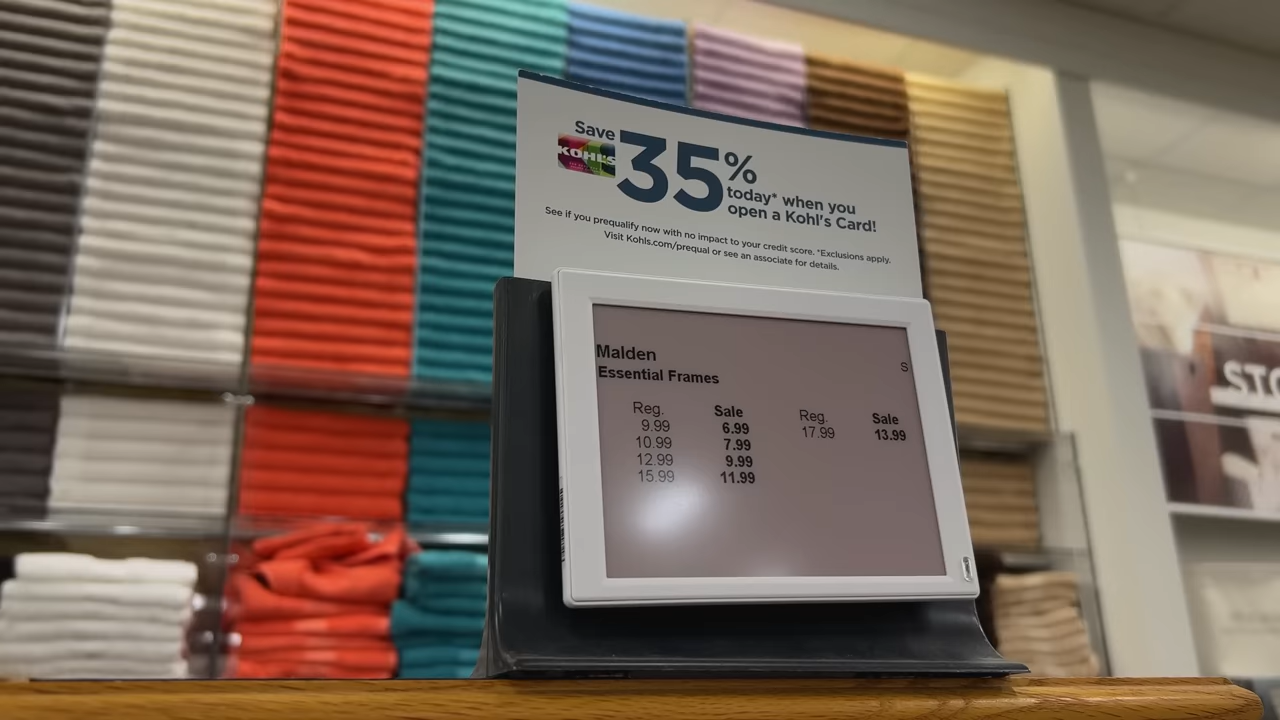 Save
KOHL'S
35%
today* when you
open a Kohl's Card!
See if you prequalify now with no impact to your credit score. *Exclusions apply.
Visit Kohls.com/prequal or see an associate for details.
Malden
S
Essential Frames
Reg. Sale Reg. Sale
9.99 6.99 17.99 13.99
10.99 7.99
12.99 9.99
15.99 11.99
STO